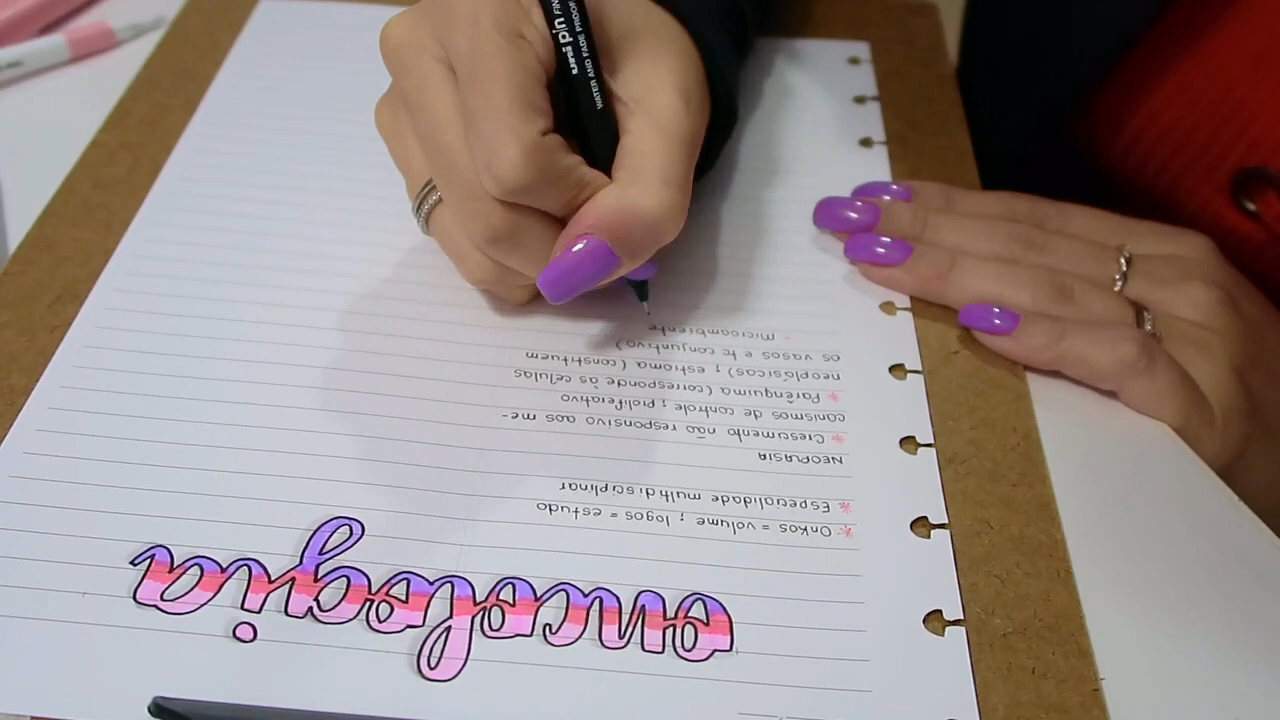 oncologia
* Onkos = volume ; logos = estudo
* Especialidade multidisciplinar
NEOPLASIA
* Crescimento não responsivo aos me-
canismos de controle ; proliferativo
* Parênquima (corresponde às células
neoplásicas) ; estroma (constituem
os vasos e tc conjuntivo)
- Microambiente
uni pin FIN
WATER AND FADE PROOF